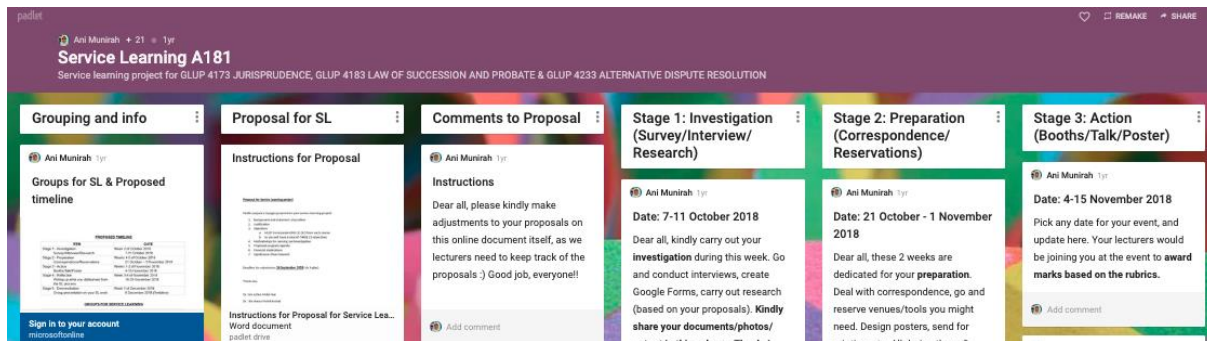 padlet
REMAKE SHARE
Ani Munirah + 21 1yr
Service Learning A181
Service learning project for GLUP 4173 JURISPRUDENCE, GLUP 4183 LAW OF SUCCESSION AND PROBATE & GLUP 4233 ALTERNATIVE DISPUTE RESOLUTION
Grouping and info
Ani Munirah 1yr
Groups for SL & Proposed
timeline
PROPOSED TIMELINE
GROUPS FOR SERVICE LEARNING
Sign in to your account
microsoftonline
Proposal for SL
Instructions for Proposal
Instructions for Proposal for Service Lea...
Word document
padlet drive
Comments to Proposal
Ani Munirah 1yr
Instructions
Dear all, please kindly make
adjustments to your proposals on
this online document itself, as we
lecturers need to keep track of the
proposals :) Good job, everyone!!
Add comment
Stage 1: Investigation
(Survey/Interview/
Research)
Ani Munirah 1yr
Date: 7-11 October 2018
Dear all, kindly carry out your
investigation during this week. Go
and conduct interviews, create
Google Forms, carry out research
(based on your proposals). Kindly
share your documents/photos/
Stage 2: Preparation
(Correspondence/
Reservations)
Ani Munirah 1yr
Date: 21 October - 1 November
2018
Dear all, these 2 weeks are
dedicated for your preparation.
Deal with correspondence, go and
reserve venues/tools you might
need. Design posters, send for
Stage 3: Action
(Booths/Talk/Poster)
Ani Munirah 1yr
Date: 4-15 November 2018
Pick any date for your event, and
update here. Your lecturers would
be joining you at the event to award
marks based on the rubrics.
Add comment